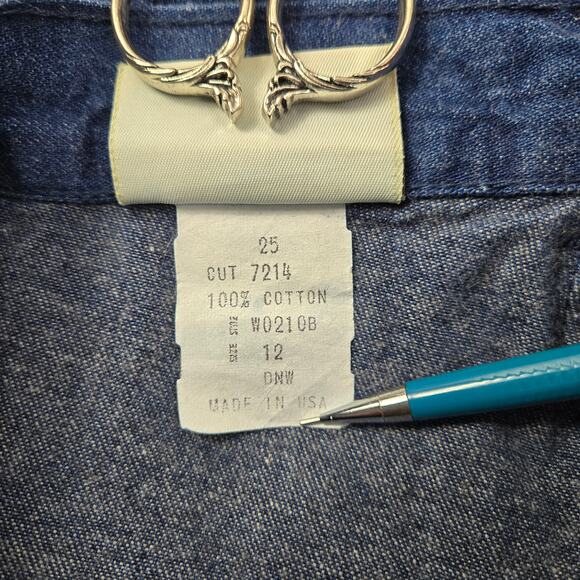 25
CUT 7214
100% COTTON
STYLE W0210B
SIZE 12
DNW
MADE IN USA